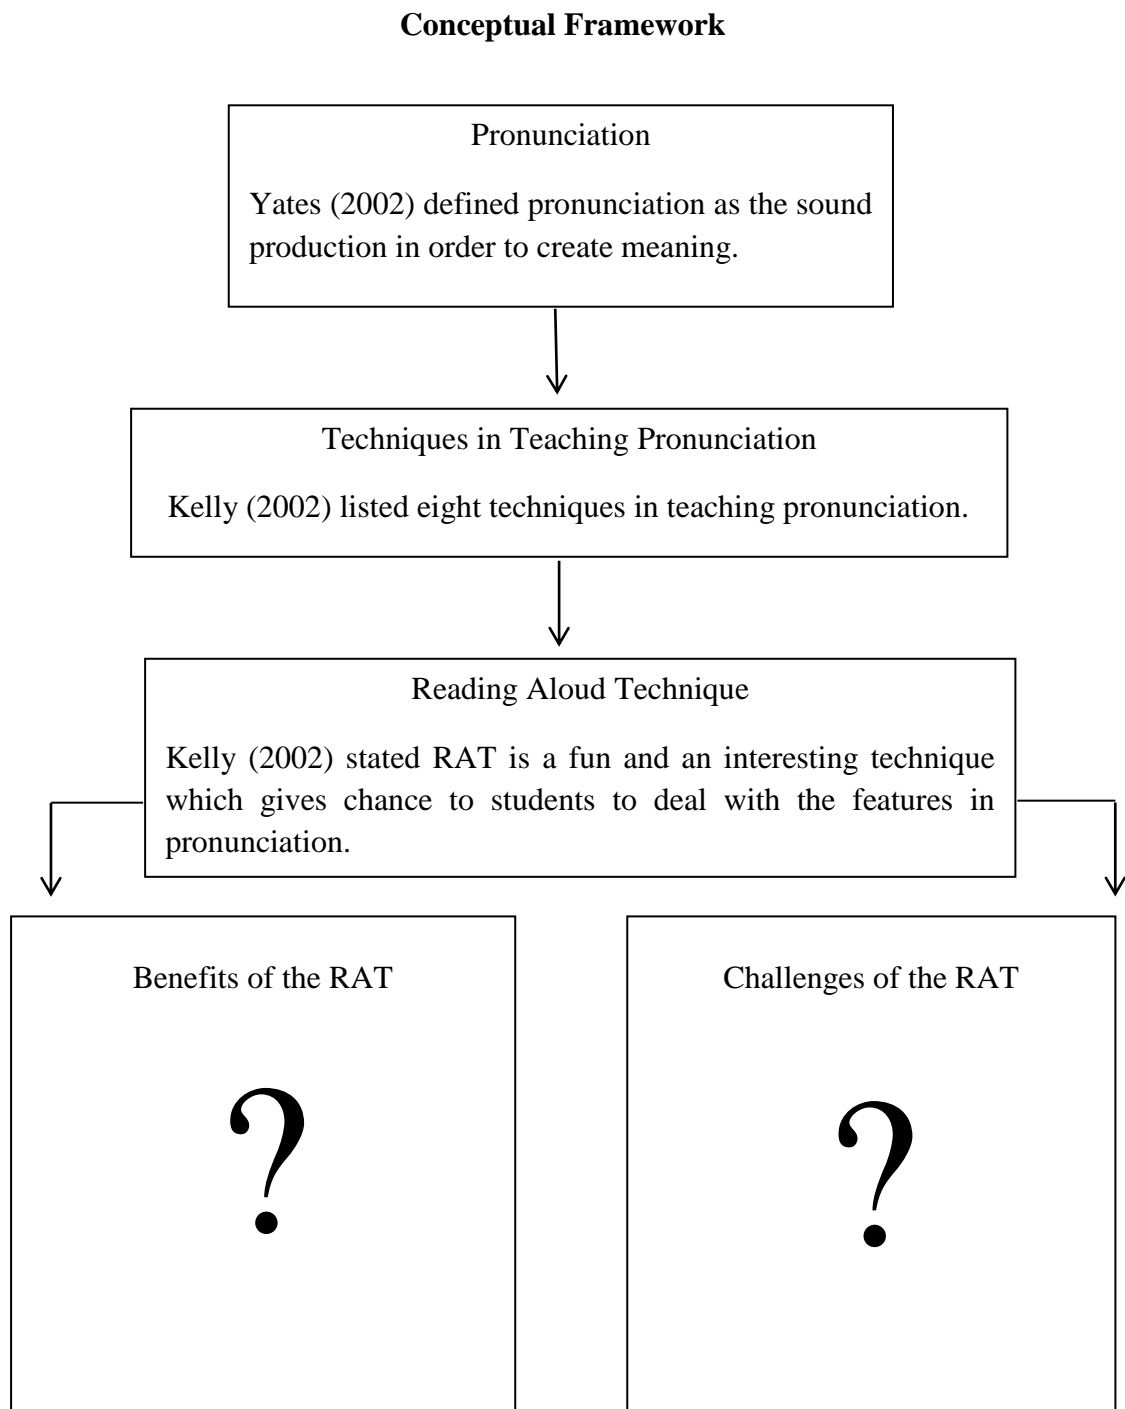 Conceptual Framework
Pronunciation
Yates (2002) defined pronunciation as the sound
production in order to create meaning.
Techniques in Teaching Pronunciation
Kelly (2002) listed eight techniques in teaching pronunciation.
Reading Aloud Technique
Kelly (2002) stated RAT is a fun and an interesting technique
which gives chance to students to deal with the features in
pronunciation.
Benefits of the RAT
?
Challenges of the RAT
?